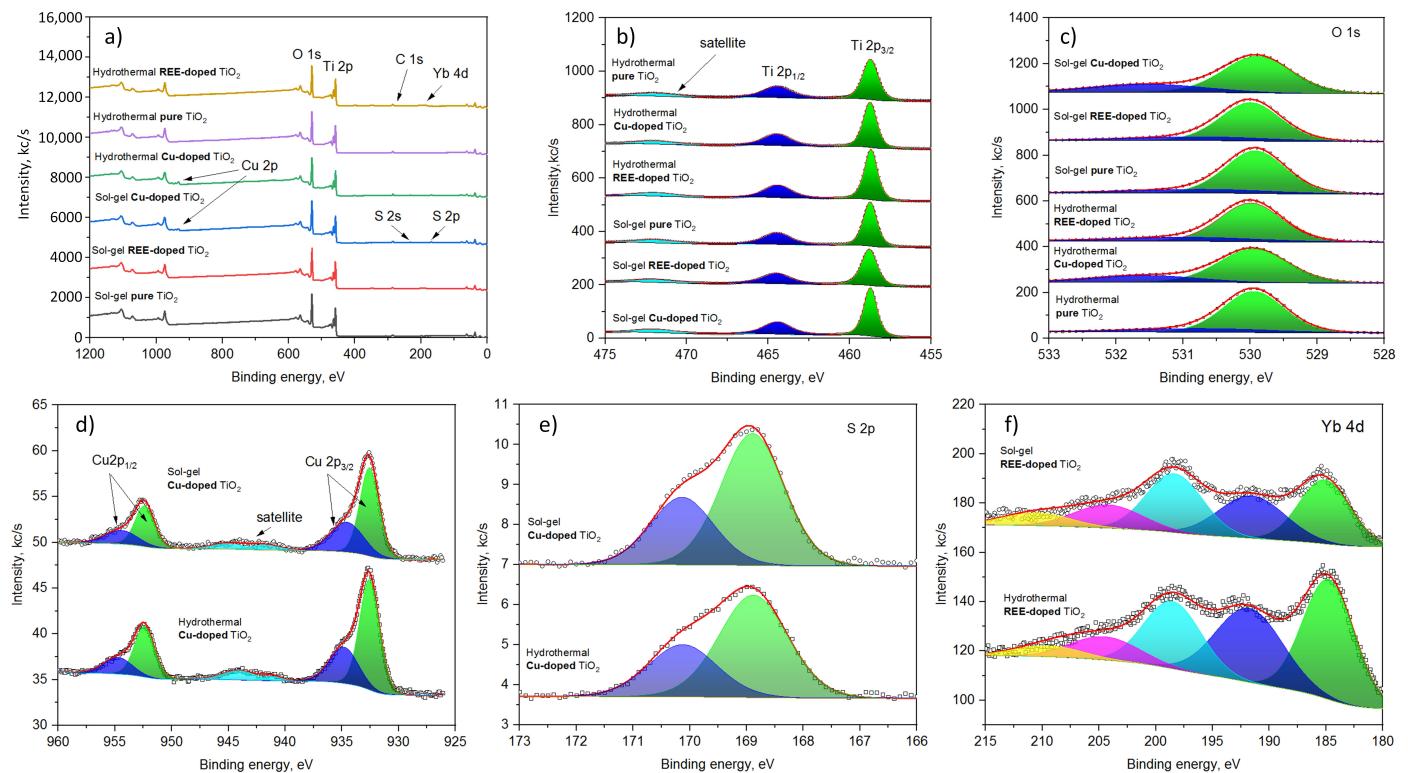 a)
16,000
14,000
12,000
10,000
8000
6000
4000
2000
0
Intensity, kc/s
O 1s
Ti 2p
C 1s
Yb 4d
Hydrothermal REE-doped TiO2
Hydrothermal pure TiO2
Hydrothermal Cu-doped TiO2
Cu 2p
Sol-gel Cu-doped TiO2
S 2s
S 2p
Sol-gel REE-doped TiO2
Sol-gel pure TiO2
1200 1000 800 600 400 200 0
Binding energy, eV
b)
1200
1000
800
600
400
200
0
Intensity,kc/s
satellite
Ti 2p3/2
Ti 2p1/2
Hydrothermal
pure TiO2
Hydrothermal
Cu-doped TiO2
Hydrothermal
REE-doped TiO2
Sol-gel pure TiO2
Sol-gel REE-doped TiO2
Sol-gel Cu-doped TiO2
475 470 465 460 455
Binding energy, eV
c)
1400
1200
1000
800
600
400
200
0
Intensity, kc/s
O 1s
Sol-gel Cu-doped TiO2
Sol-gel REE-doped TiO2
Sol-gel pure TiO2
Hydrothermal
REE-doped TiO2
Hydrothermal
Cu-doped TiO2
Hydrothermal
pure TiO2
533 532 531 530 529 528
Binding energy, eV
d)
65
60
55
50
45
40
35
30
Intensity, kc/s
Cu2p1/2
Sol-gel
Cu-doped TiO2
Cu 2p3/2
satellite
Hydrothermal
Cu-doped TiO2
960 955 950 945 940 935 930 925
Binding energy, eV
e)
11
10
9
8
7
6
5
4
3
Intensity, kc/s
S 2p
Sol-gel
Cu-doped TiO2
Hydrothermal
Cu-doped TiO2
173 172 171 170 169 168 167 166
Binding energy, eV
f)
220
200
180
160
140
120
100
Intensity, kc/s
Yb 4d
Sol-gel
REE-doped TiO2
Hydrothermal
REE-doped TiO2
215 210 205 200 195 190 185 180
Binding energy, eV